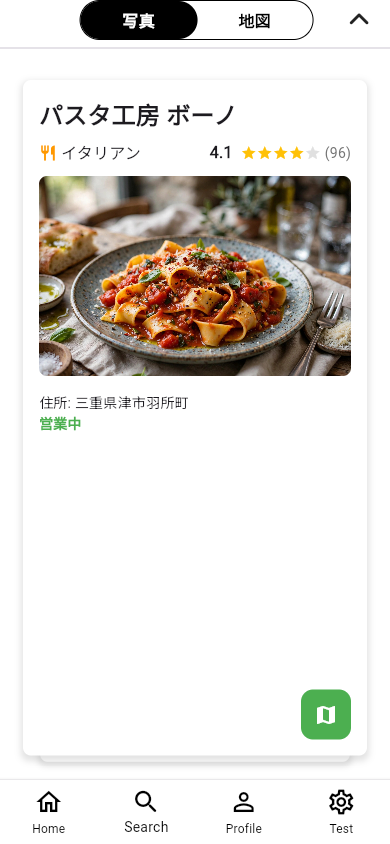 写真 地図
パスタ工房 ボーノ
イタリアン 4.1 (96)
住所: 三重県津市羽所町
営業中
Home Search Profile Test